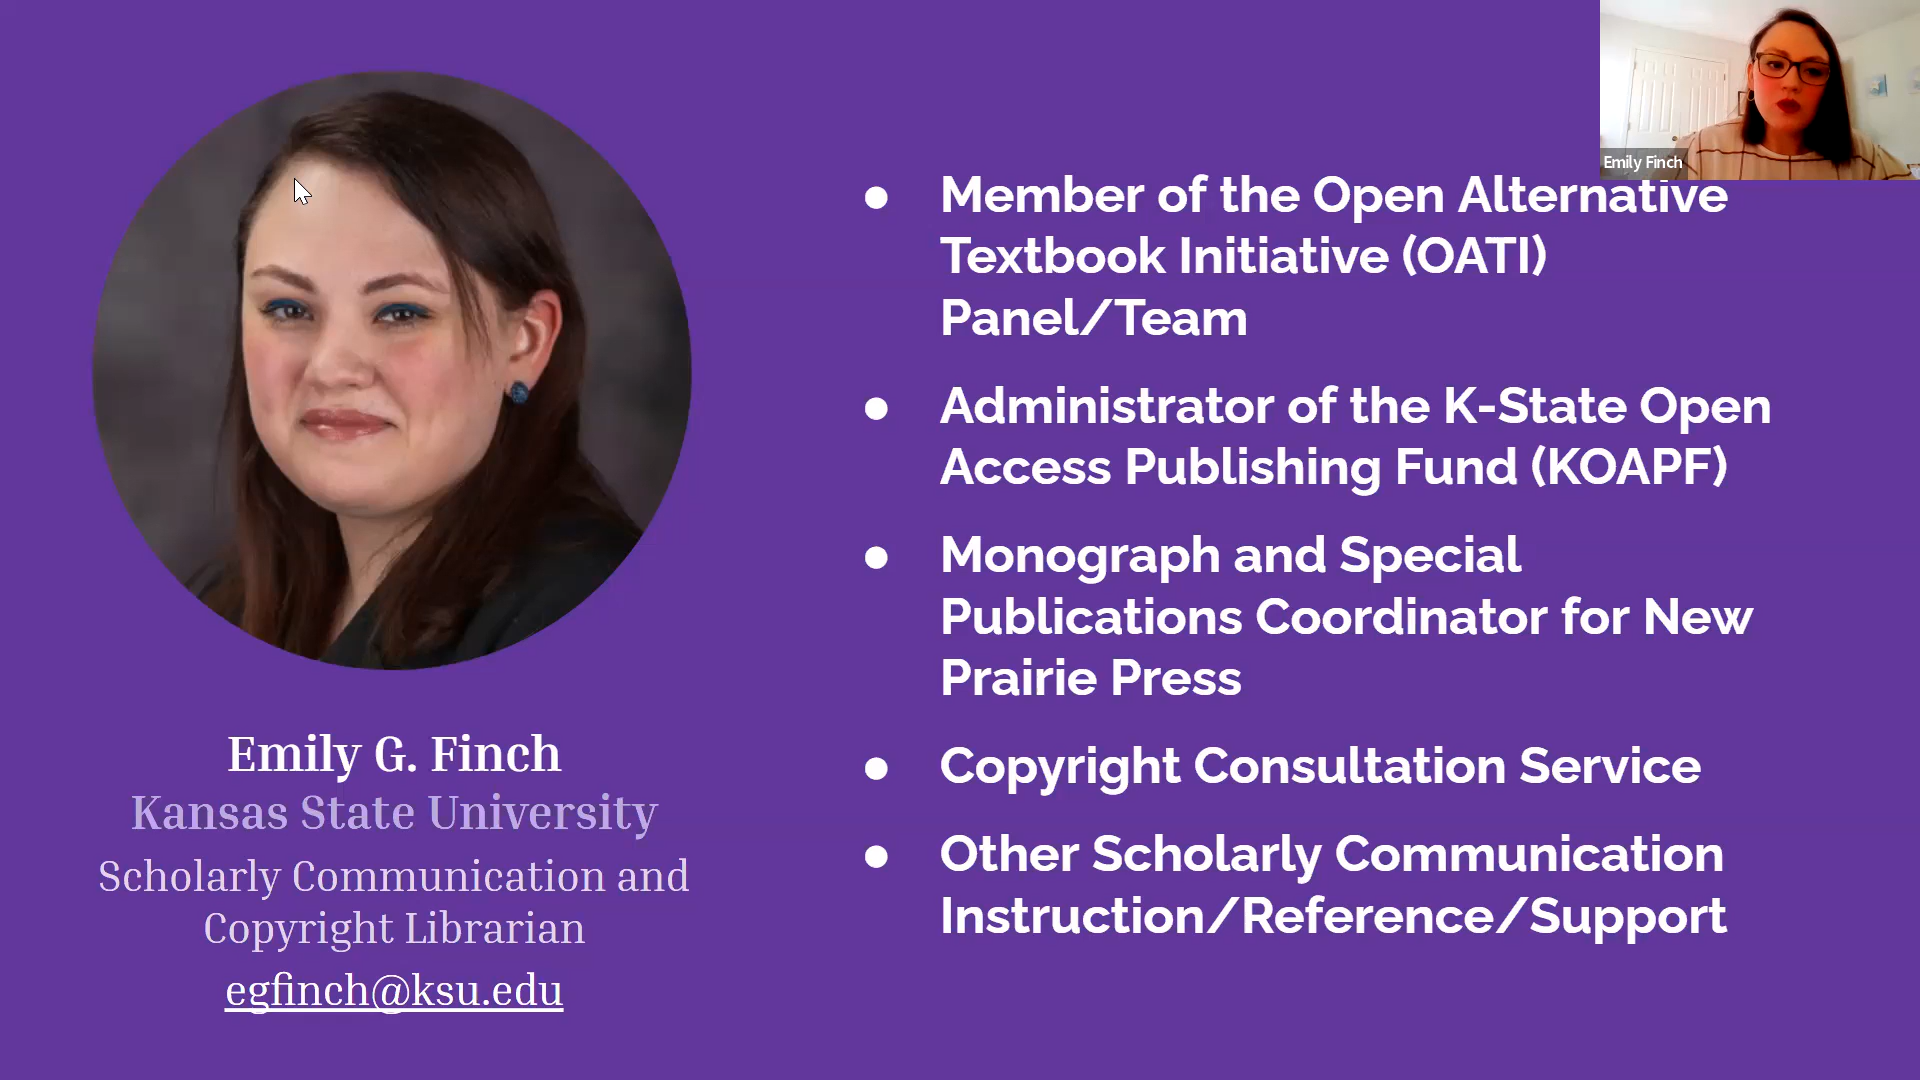 Emily Finch
● Member of the Open Alternative
Textbook Initiative (OATI)
Panel/Team
● Administrator of the K-State Open
Access Publishing Fund (KOAPF)
● Monograph and Special
Publications Coordinator for New
Prairie Press
● Copyright Consultation Service
● Other Scholarly Communication
Instruction/Reference/Support
Emily G. Finch
Kansas State University
Scholarly Communication and
Copyright Librarian
egfinch@ksu.edu